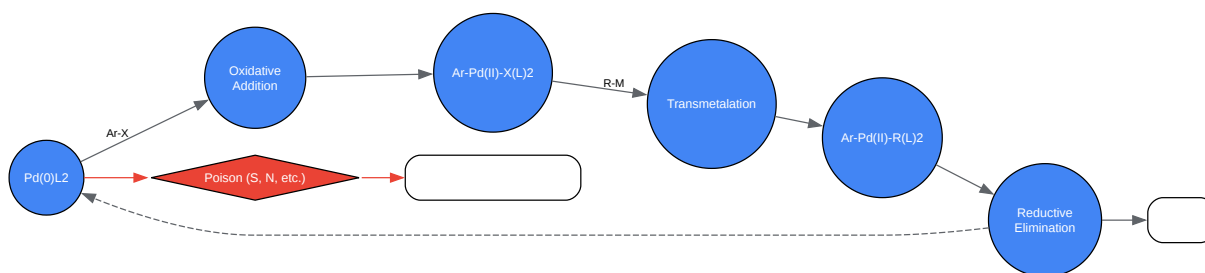 Oxidative
Addition
Ar-Pd(II)-X(L)2
R-M
Transmetalation
Ar-X
Ar-Pd(II)-R(L)2
Pd(0)L2
Poison (S, N, etc.)
Reductive
Elimination